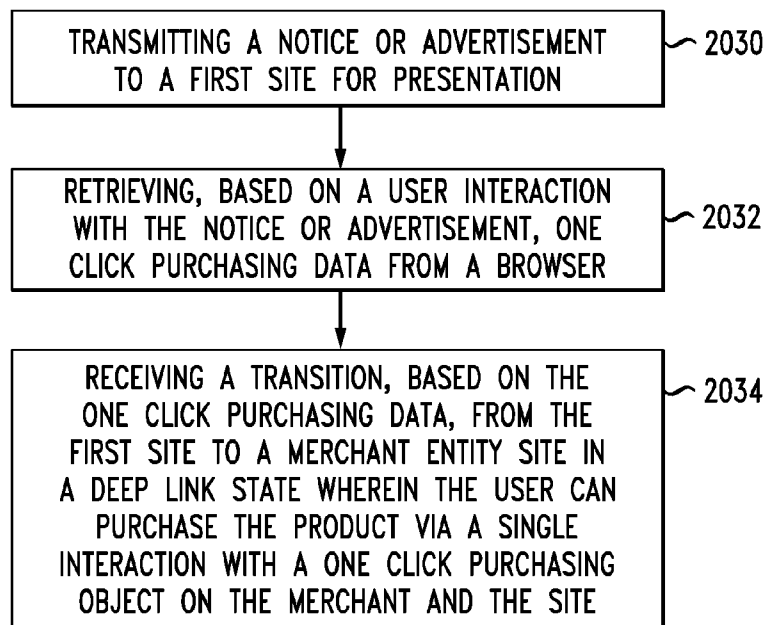 TRANSMITTING A NOTICE OR ADVERTISEMENT
TO A FIRST SITE FOR PRESENTATION
2030
RETRIEVING, BASED ON A USER INTERACTION
WITH THE NOTICE OR ADVERTISEMENT, ONE
CLICK PURCHASING DATA FROM A BROWSER
2032
RECEIVING A TRANSITION, BASED ON THE
ONE CLICK PURCHASING DATA, FROM THE
FIRST SITE TO A MERCHANT ENTITY SITE IN
A DEEP LINK STATE WHEREIN THE USER CAN
PURCHASE THE PRODUCT VIA A SINGLE
INTERACTION WITH A ONE CLICK PURCHASING
OBJECT ON THE MERCHANT AND THE SITE
2034